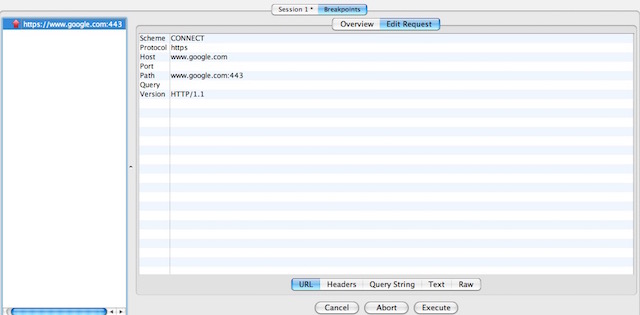 Session 1 * Breakpoints
https://www.google.com:443
Overview Edit Request
Scheme CONNECT
Protocol https
Host www.google.com
Port
Path www.google.com:443
Query
Version HTTP/1.1
URL Headers Query String Text Raw
Cancel Abort Execute